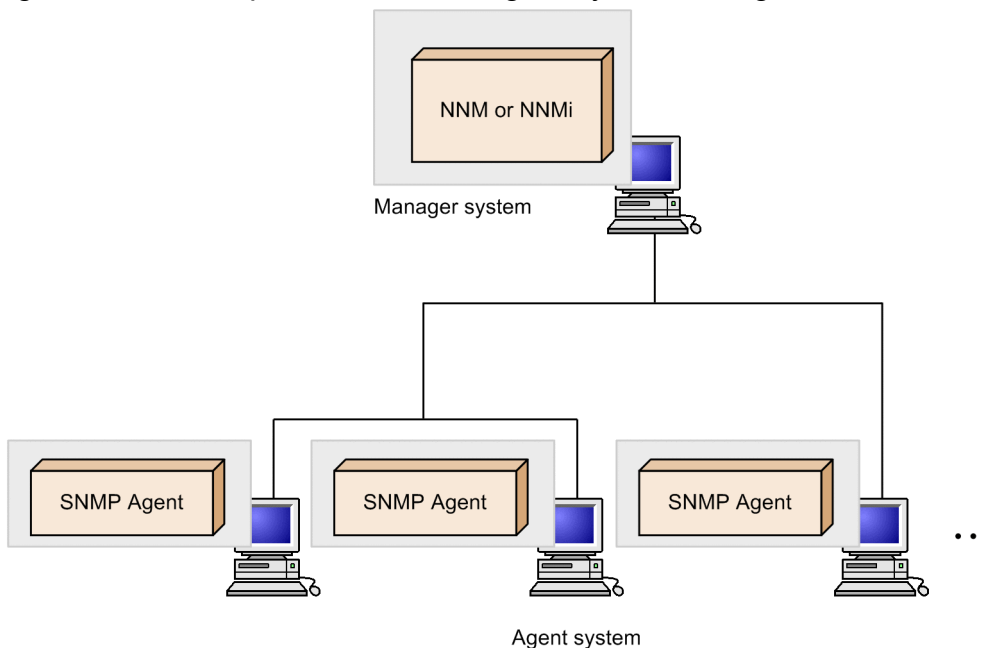 NNM or NNMi
Manager system
SNMP Agent
SNMP Agent
SNMP Agent
..
Agent system